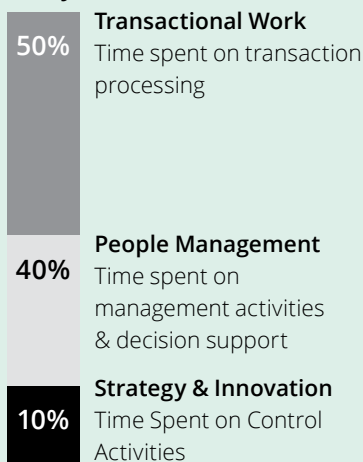 Transactional Work
50%
Time spent on transaction
processing
People Management
40%
Time spent on
management activities
& decision support
Strategy & Innovation
10%
Time Spent on Control
Activities